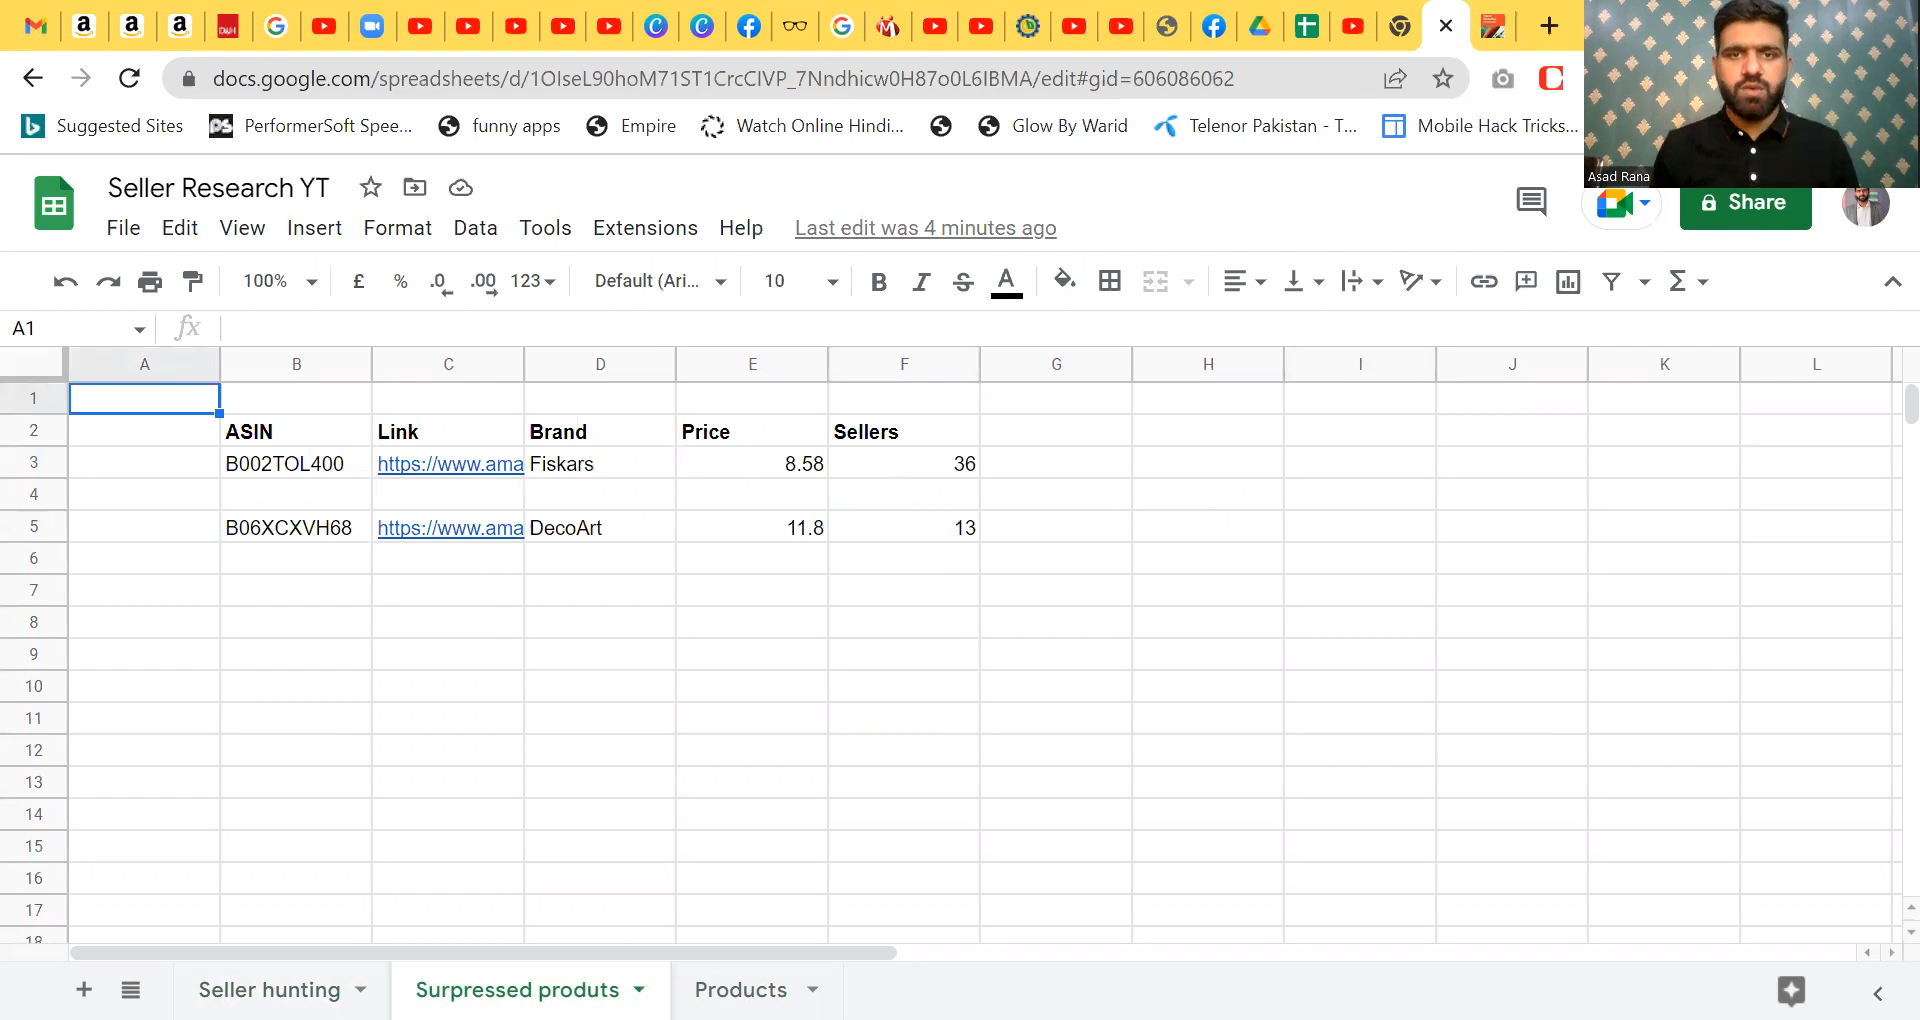 docs.google.com/spreadsheets/d/1OIseL90hoM71ST1CrcCIVP_7Nndhicw0H87o0L6IBMA/edit#gid=606086062
Suggested Sites PerformerSoft Spee... funny apps Empire Watch Online Hindi... Glow By Warid Telenor Pakistan - T... Mobile Hack Tricks...
Asad Rana
Seller Research YT
Share
File Edit View Insert Format Data Tools Extensions Help Last edit was 4 minutes ago
100% £ % .0 .00 123 Default (Ari... 10 B I S A
A1 fx
A B C D E F G H I J K L
1
2 ASIN Link Brand Price Sellers
3 B002TOL400 https://www.ama Fiskars 8.58 36
4
5 B06XCXVH68 https://www.ama DecoArt 11.8 13
6
7
8
9
10
11
12
13
14
15
16
17
18
Seller hunting Surpressed produts Products